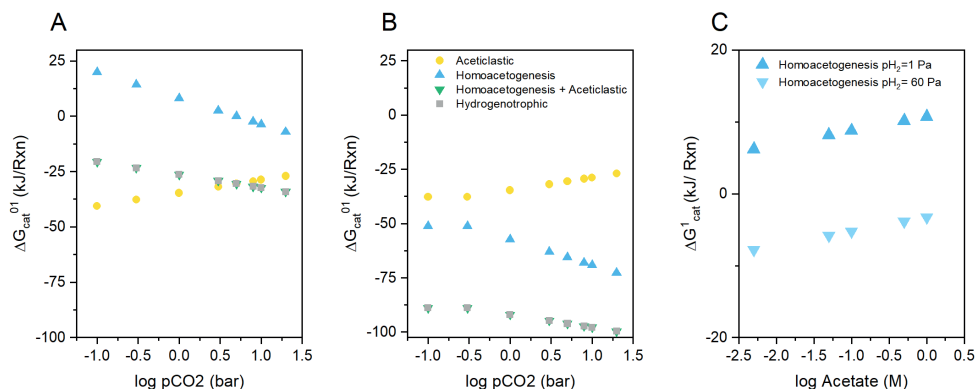 A
25
0
-25
-50
-75
-100
ΔG_cat^01 (kJ/Rxn)
-1.0 -0.5 0.0 0.5 1.0 1.5
log pCO2 (bar)
B
25
0
-25
-50
-75
-100
ΔG_cat^01 (kJ/Rxn)
Aceticlastic
Homoacetogenesis
Homoacetogenesis + Aceticlastic
Hydrogenotrophic
-1.0 -0.5 0.0 0.5 1.0 1.5
log pCO2 (bar)
C
20
0
-20
ΔG^1_cat (kJ/ Rxn)
Homoacetogenesis pH₂=1 Pa
Homoacetogenesis pH₂= 60 Pa
-2.5 -2.0 -1.5 -1.0 -0.5 0.0 0.5
log Acetate (M)